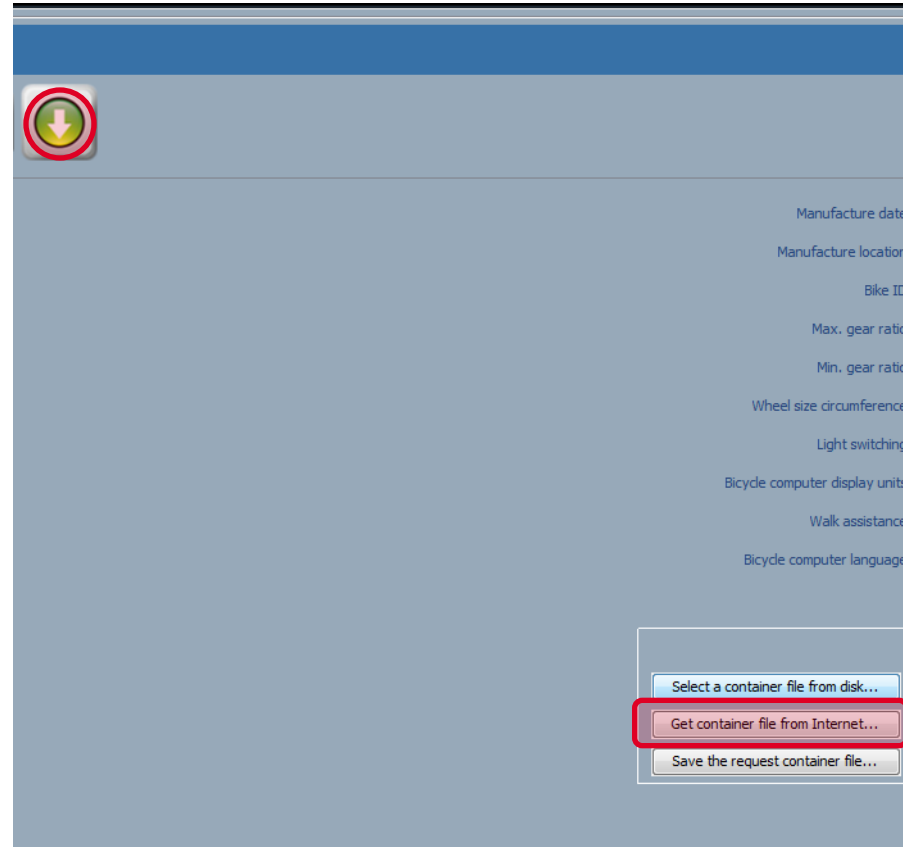 Manufacture date
Manufacture location
Bike ID
Max. gear ratio
Min. gear ratio
Wheel size circumference
Light switching
Bicycle computer display units
Walk assistance
Bicycle computer language
Select a container file from disk...
Get container file from Internet...
Save the request container file...